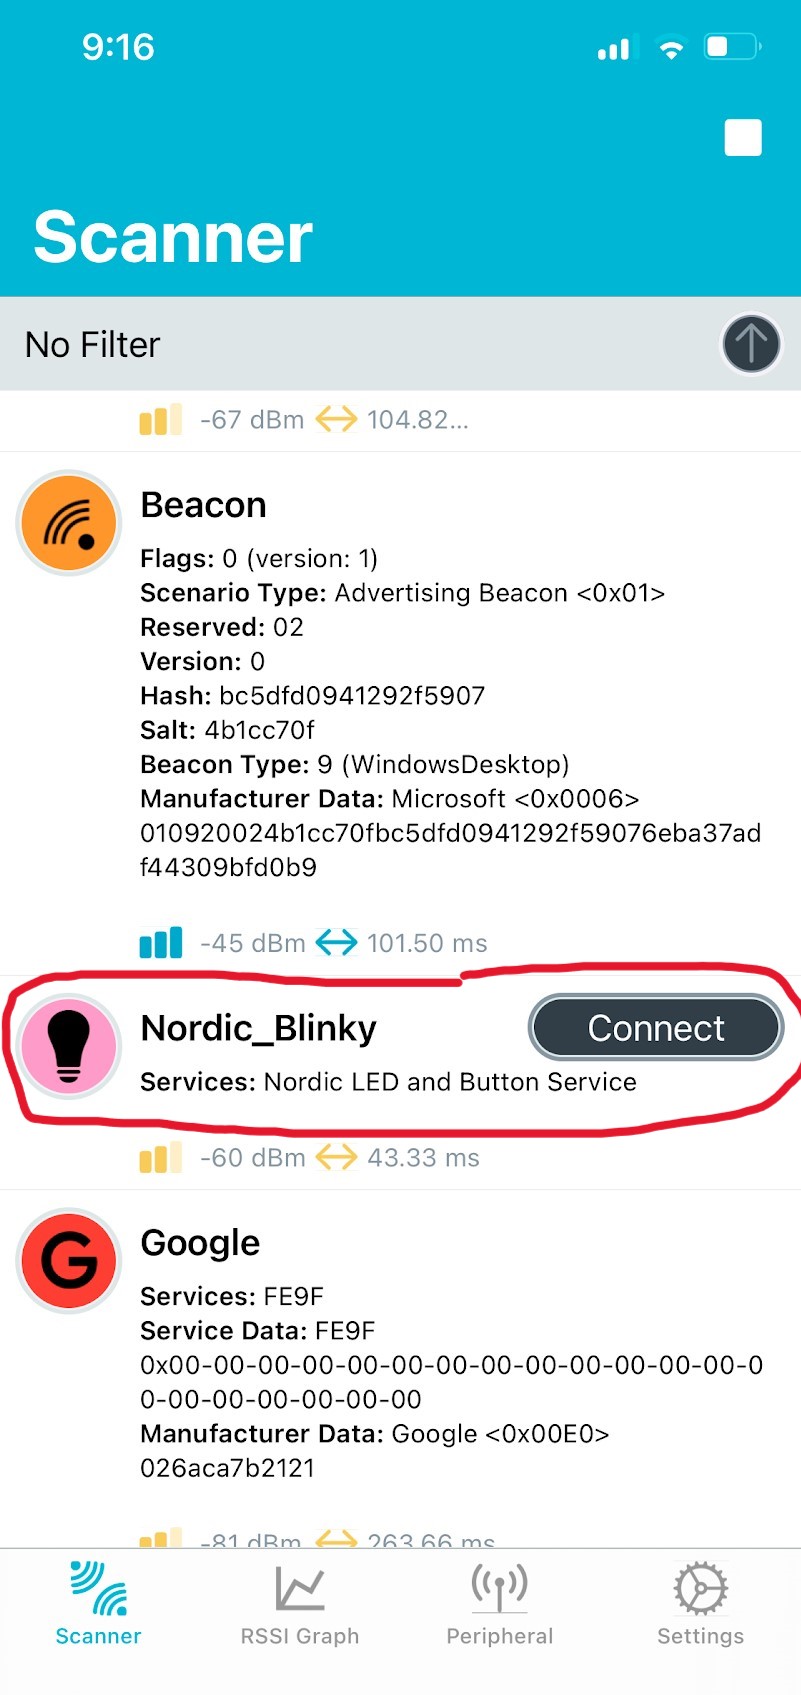 9:16
Scanner
No Filter
-67 dBm 104.82...
Beacon
Flags: 0 (version: 1)
Scenario Type: Advertising Beacon <0x01>
Reserved: 02
Version: 0
Hash: bc5dfd0941292f5907
Salt: 4b1cc70f
Beacon Type: 9 (WindowsDesktop)
Manufacturer Data: Microsoft <0x0006>
010920024b1cc70fbc5dfd0941292f59076eba37ad
f44309bfd0b9
-45 dBm 101.50 ms
Nordic_Blinky Connect
Services: Nordic LED and Button Service
-60 dBm 43.33 ms
G Google
Services: FE9F
Service Data: FE9F
0x00-00-00-00-00-00-00-00-00-00-00-00-0
0-00-00-00-00-00-00
Manufacturer Data: Google <0x00E0>
026aca7b2121
-81 dBm 263.66 ms
Scanner RSSI Graph Peripheral Settings